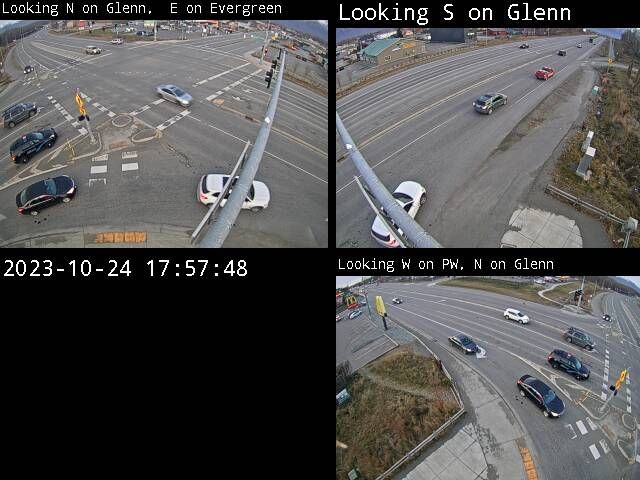 Looking N on Glenn, E on Evergreen
Looking S on Glenn
2023-10-24 17:57:48
Looking W on PW, N on Glenn